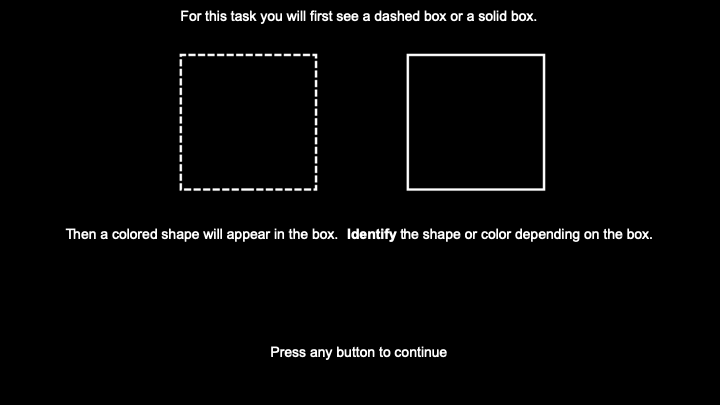 For this task you will first see a dashed box or a solid box.
Then a colored shape will appear in the box. Identify the shape or color depending on the box.
Press any button to continue